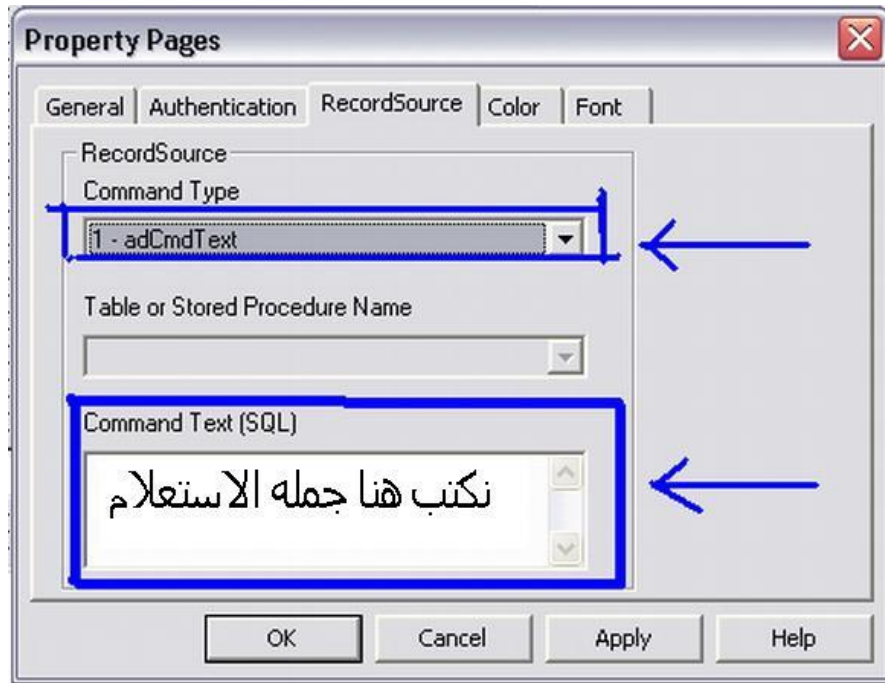 Property Pages
General Authentication RecordSource Color Font
RecordSource
Command Type
1 - adCmdText
Table or Stored Procedure Name
Command Text (SQL)
نكتب هنا جمله الاستعلام
OK Cancel Apply Help